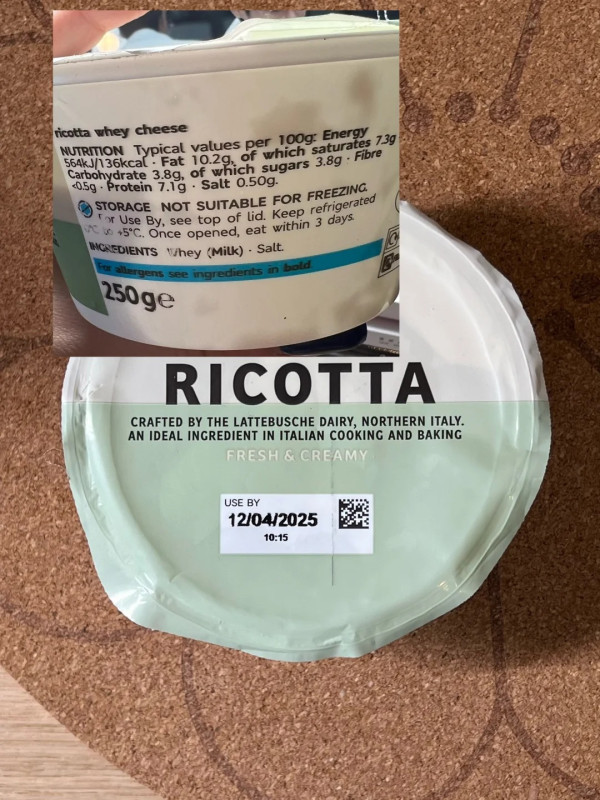 ricotta whey cheese
NUTRITION Typical values per 100g: Energy
564kJ/136kcal · Fat 10.2g, of which saturates 7.3g
Carbohydrate 3.8g, of which sugars 3.8g · Fibre
<0.5g · Protein 7.1g · Salt 0.50g.
STORAGE NOT SUITABLE FOR FREEZING.
For Use By, see top of lid. Keep refrigerated
+5°C. Once opened, eat within 3 days.
INGREDIENTS Whey (Milk) · Salt.
For allergens see ingredients in bold
250g℮
RICOTTA
CRAFTED BY THE LATTEBUSCHE DAIRY, NORTHERN ITALY.
AN IDEAL INGREDIENT IN ITALIAN COOKING AND BAKING
FRESH & CREAMY
USE BY
12/04/2025
10:15